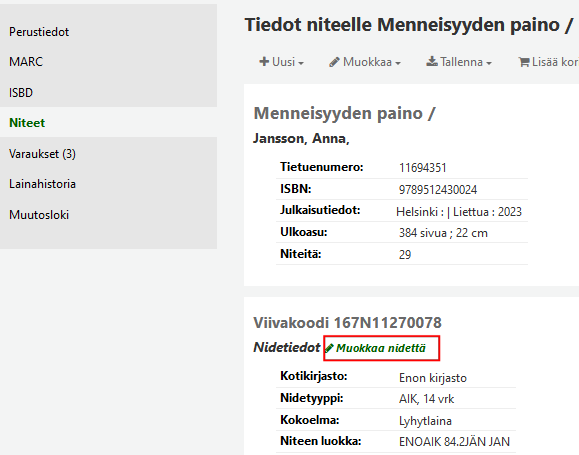 Perustiedot
MARC
ISBD
Niteet
Varaukset (3)
Lainahistoria
Muutosloki
Tiedot niteelle Menneisyyden paino /
Uusi
Muokkaa
Tallenna
Lisää kor
Menneisyyden paino /
Jansson, Anna,
Tietuenumero: 11694351
ISBN: 9789512430024
Julkaisutiedot: Helsinki : | Liettua : 2023
Ulkoasu: 384 sivua ; 22 cm
Niteitä: 29
Viivakoodi 167N11270078
Nidetiedot Muokkaa nidettä
Kotikirjasto: Enon kirjasto
Nidetyyppi: AIK, 14 vrk
Kokoelma: Lyhytlaina
Niteen luokka: ENOAIK 84.2JÄN JAN